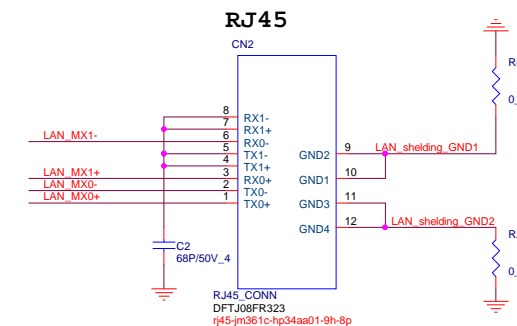 RJ45
CN2
8 RX1-
7 RX1+
LAN_MX1- 6 RX0-
5 TX1-
4 TX1+
LAN_MX1+ 3 RX0+
LAN_MX0- 2 TX0-
LAN_MX0+ 1 TX0+
GND2 9 LAN_shelding_GND1
GND1 10
GND3 11
GND4 12 LAN_shelding_GND2
R
0_
R
0_
C2
68P/50V_4
RJ45_CONN
DFTJ08FR323
rj45-jm361c-hp34aa01-9h-8p